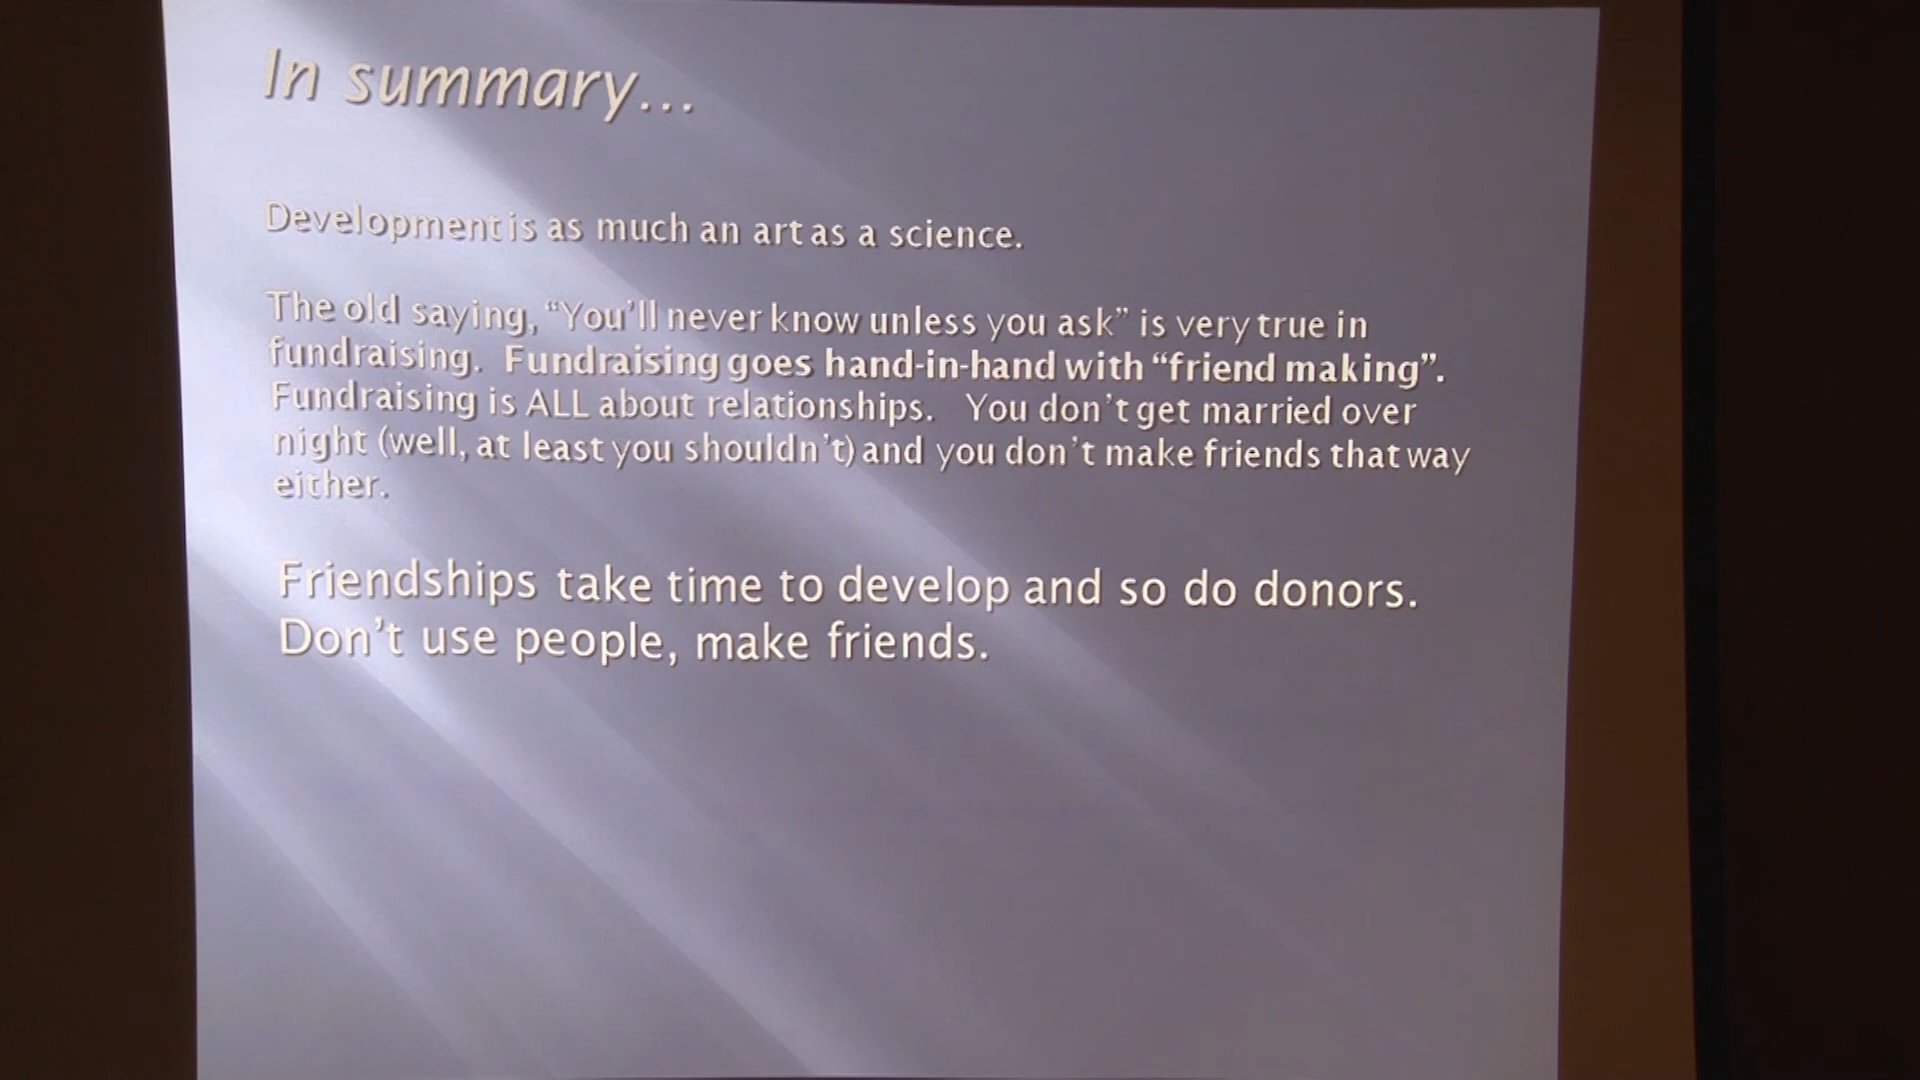 In summary...
Development is as much an art as a science.
The old saying, “You’ll never know unless you ask” is very true in
fundraising. Fundraising goes hand-in-hand with “friend making”.
Fundraising is ALL about relationships. You don’t get married over
night (well, at least you shouldn’t) and you don’t make friends that way
either.
Friendships take time to develop and so do donors.
Don’t use people, make friends.